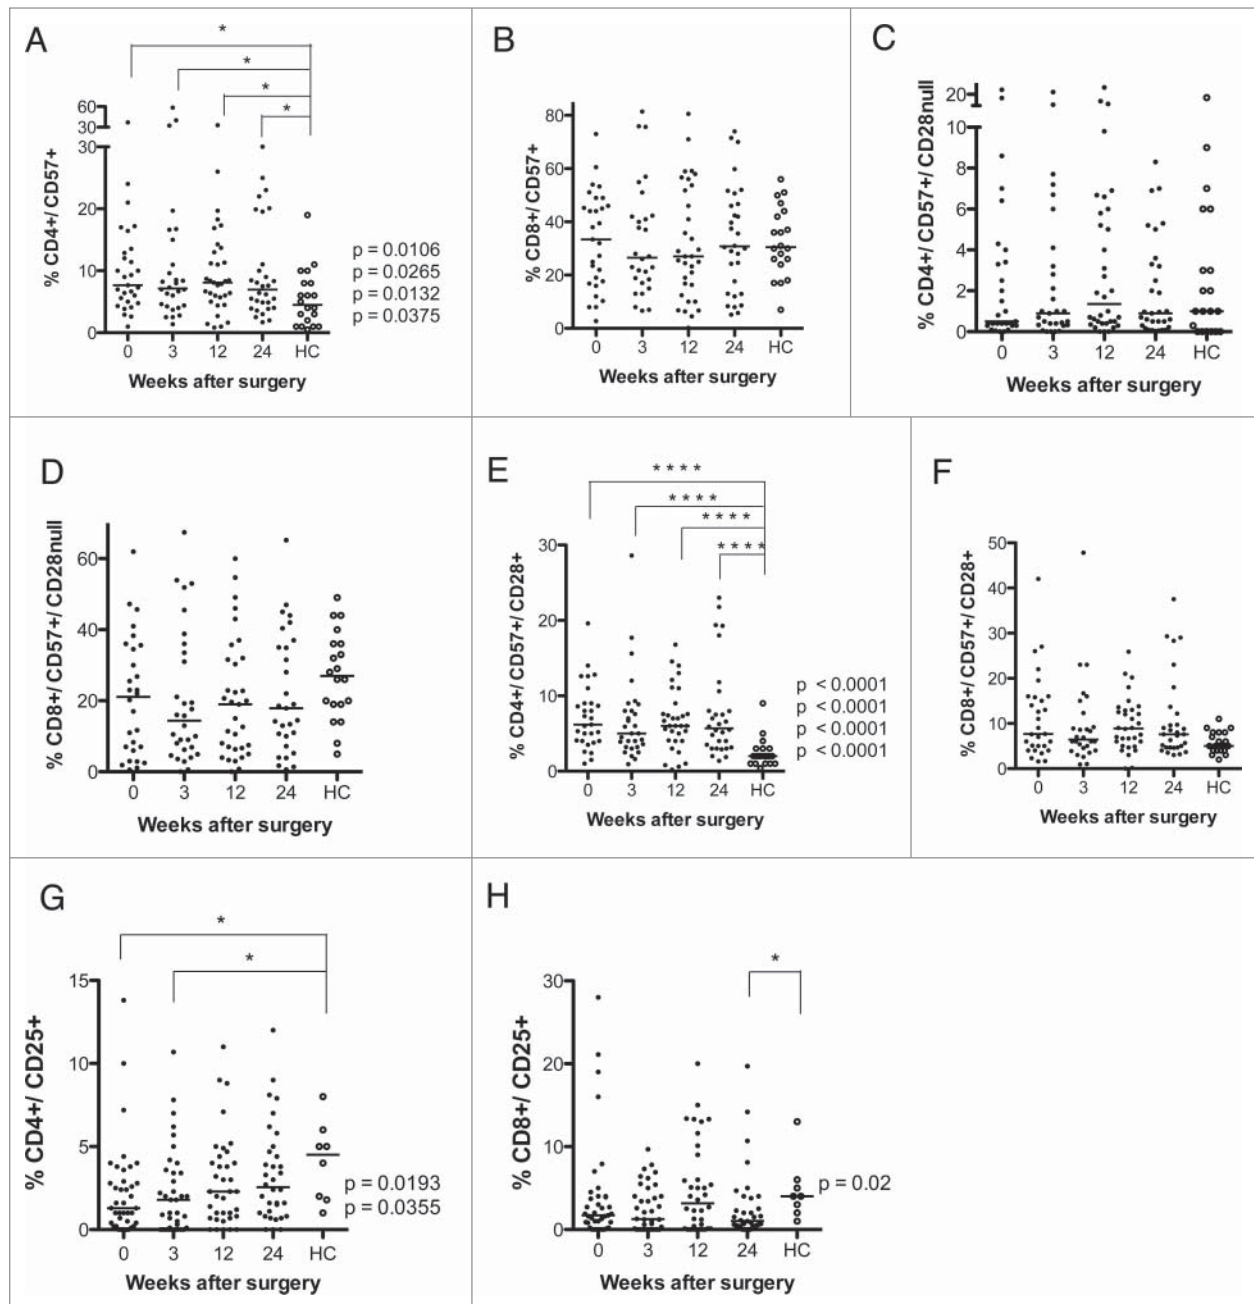 A
*
*
*
*
60
30
30
20
10
0
% CD4+/ CD57+
0 3 12 24 HC
Weeks after surgery
p = 0.0106
p = 0.0265
p = 0.0132
p = 0.0375
B
80
60
40
20
0
% CD8+/ CD57+
0 3 12 24 HC
Weeks after surgery
C
20
10
8
6
4
2
0
% CD4+/ CD57+/ CD28null
0 3 12 24 HC
Weeks after surgery
D
60
40
20
0
% CD8+/ CD57+/ CD28null
0 3 12 24 HC
Weeks after surgery
E
* * * *
* * * *
* * * *
* * * *
30
20
10
0
% CD4+/ CD57+/ CD28+
0 3 12 24 HC
Weeks after surgery
p < 0.0001
p < 0.0001
p < 0.0001
p < 0.0001
F
50
40
30
20
10
0
% CD8+/ CD57+/ CD28+
0 3 12 24 HC
Weeks after surgery
G
*
*
15
10
5
0
% CD4+/ CD25+
0 3 12 24 HC
Weeks after surgery
p = 0.0193
p = 0.0355
H
*
30
20
10
0
% CD8+/ CD25+
0 3 12 24 HC
Weeks after surgery
p = 0.02